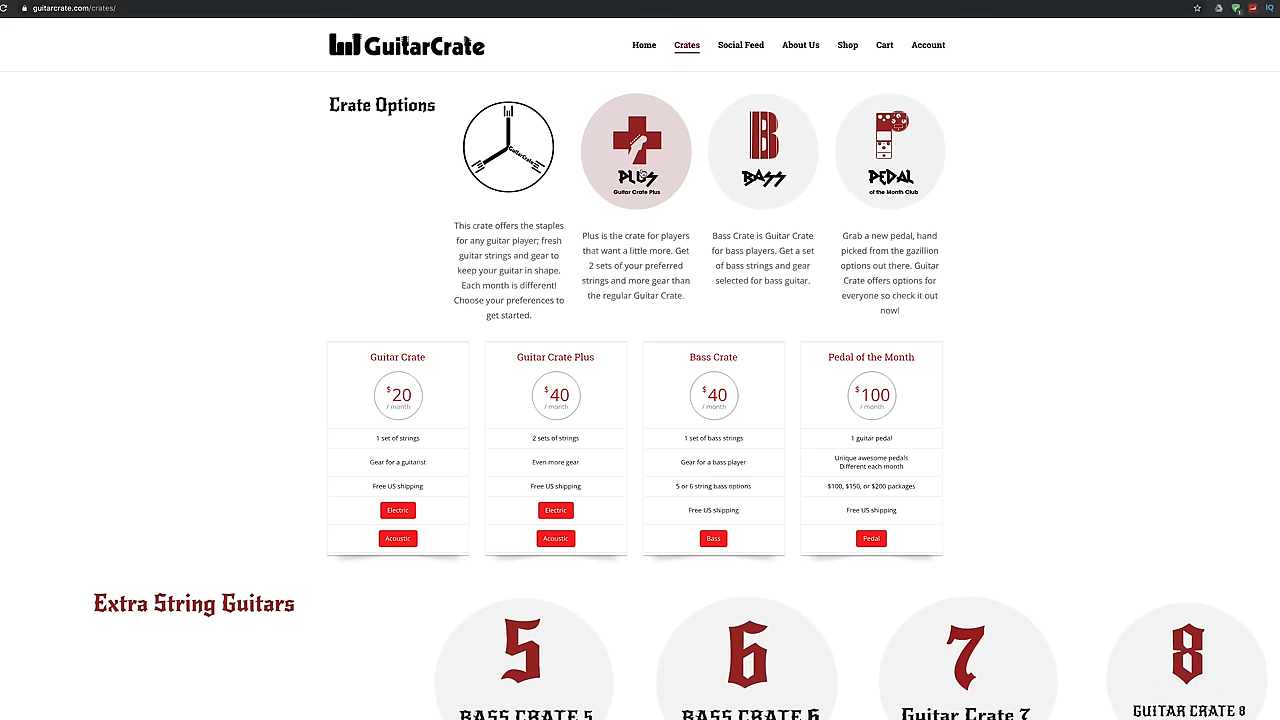 guitarcrate.com/crates/
GuitarCrate
Home Crates Social Feed About Us Shop Cart Account
Crate Options
GuitarCrate
This crate offers the staples
for any guitar player; fresh
guitar strings and gear to
keep your guitar in shape.
Each month is different!
Choose your preferences to
get started.
PLUS
Guitar Crate Plus
Plus is the crate for players
that want a little more. Get
2 sets of your preferred
strings and more gear than
the regular Guitar Crate.
B
BASS
Bass Crate is Guitar Crate
for bass players. Get a set
of bass strings and gear
selected for bass guitar.
PEDAL
of the Month Club
Grab a new pedal, hand
picked from the gazillion
options out there. Guitar
Crate offers options for
everyone so check it out
now!
Guitar Crate
$20
/ month
1 set of strings
Gear for a guitarist
Free US shipping
Electric
Acoustic
Guitar Crate Plus
$40
/ month
2 sets of strings
Even more gear
Free US shipping
Electric
Acoustic
Bass Crate
$40
/ month
1 set of bass strings
Gear for a bass player
5 or 6 string bass options
Free US shipping
Bass
Pedal of the Month
$100
/ month
1 guitar pedal
Unique awesome pedals
Different each month
$100, $150, or $200 packages
Free US shipping
Pedal
Extra String Guitars
5
BASS CRATE 5
6
BASS CRATE 6
7
Guitar Crate 7
8
GUITAR CRATE 8